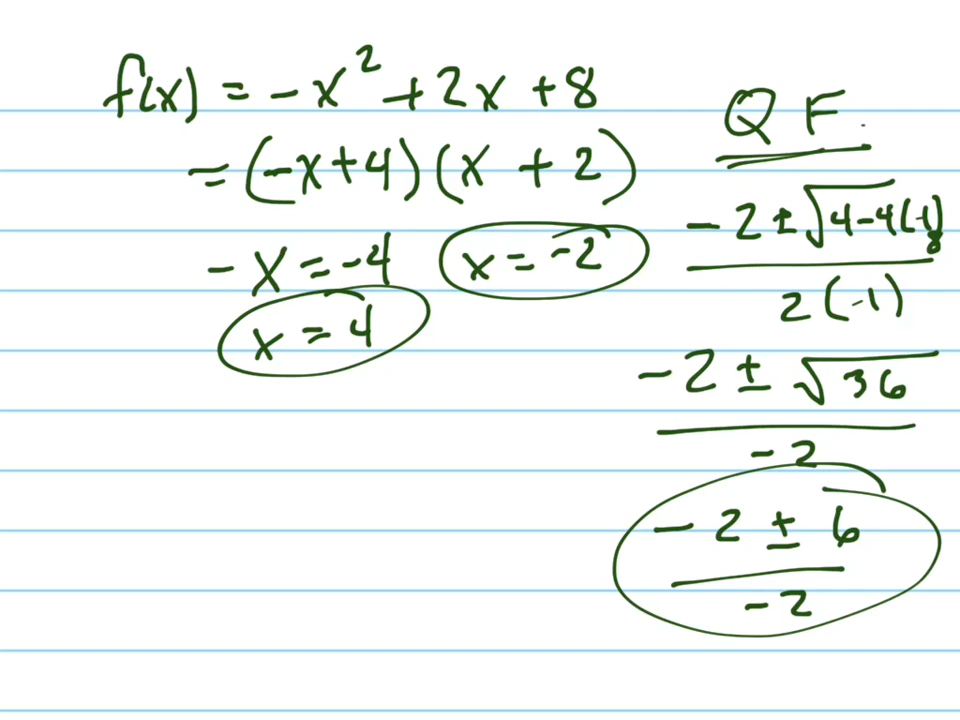 f(x) = -x² + 2x + 8
= (-x+4)(x + 2)
-x = -4
x = -2
x = 4
Q F.
-2 ± √4-4(-1)8
2(-1)
-2 ± √36
-2
-2 ± 6
-2